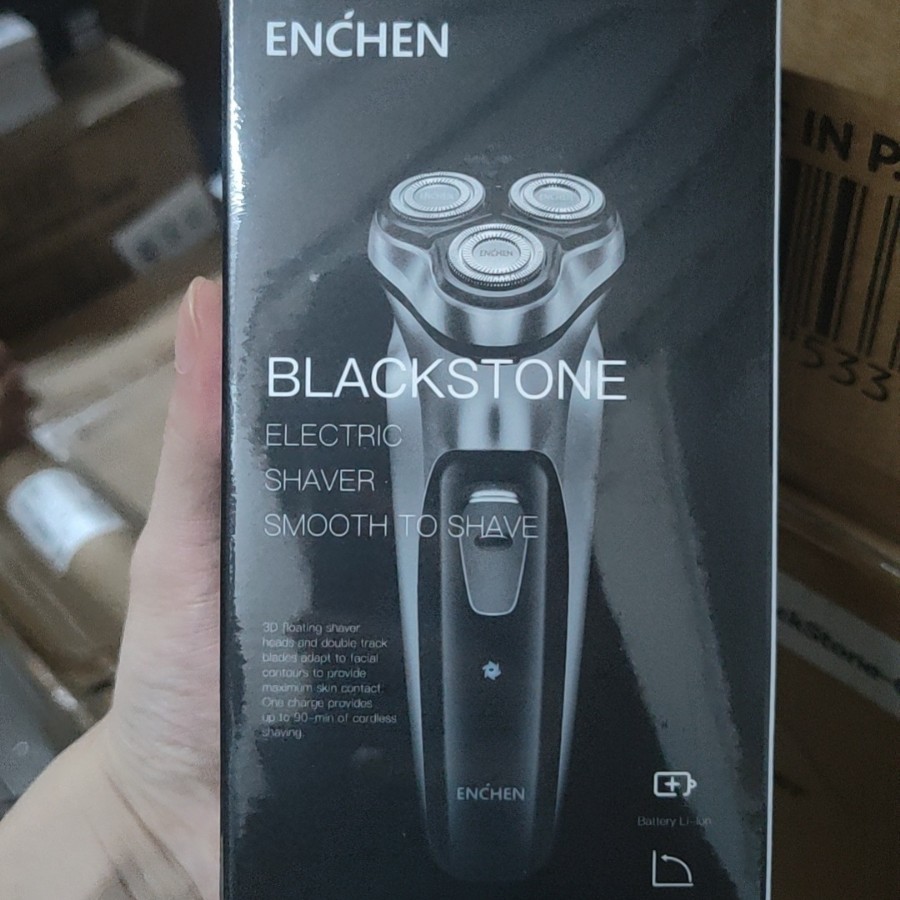 ENCHEN
ENCHEN
BLACKSTONE
ELECTRIC
SHAVER
SMOOTH TO SHAVE
3D floating shaver
heads and double track
blades adapt to facial
contours to provide
maximum skin contact.
One charge provides
up to 90-min of cordless
shaving.
ENCHEN
Battery Li-Ion
IN P
533